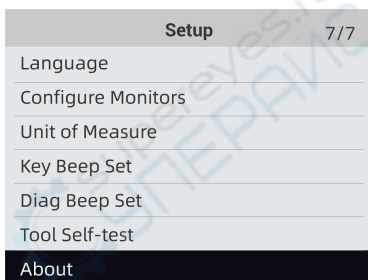 Setup 7/7
Language
Configure Monitors
Unit of Measure
Key Beep Set
Diag Beep Set
Tool Self-test
About